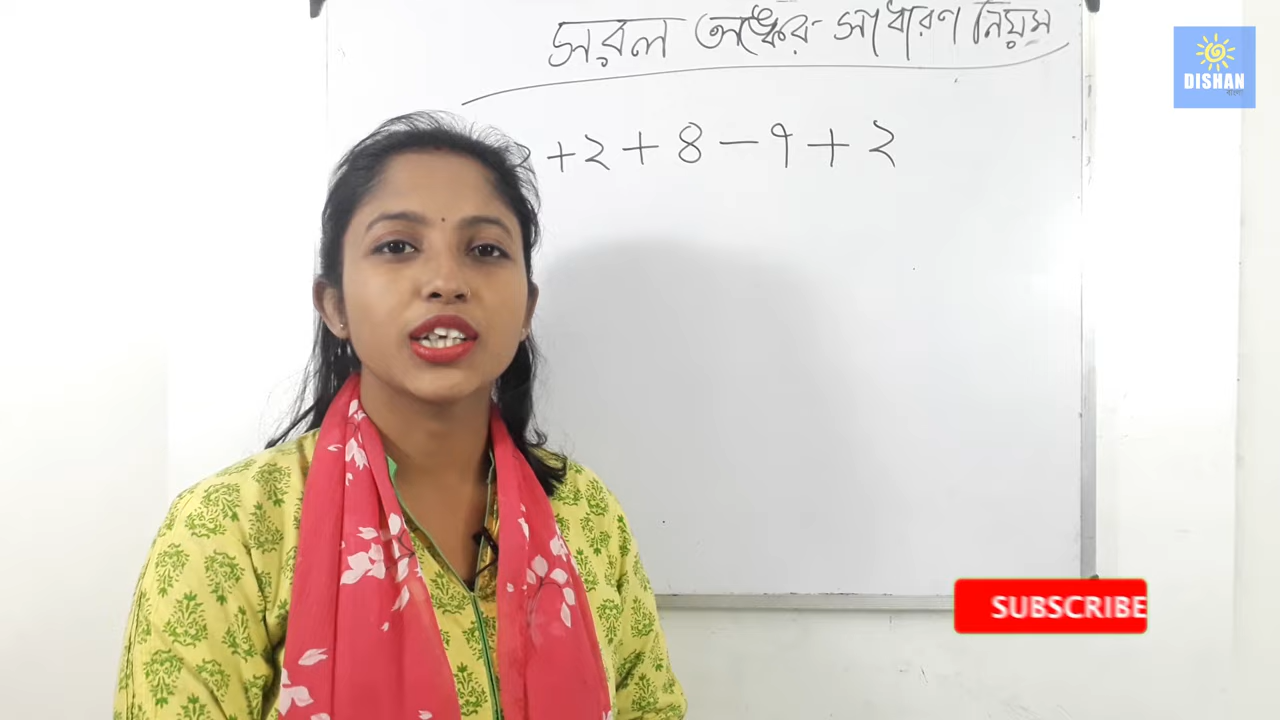 সরল অঙ্কের সাধারণ নিয়ম
+ ২ + ৪ - ৭ + ২
DISHAN
বাংলা
SUBSCRIBE